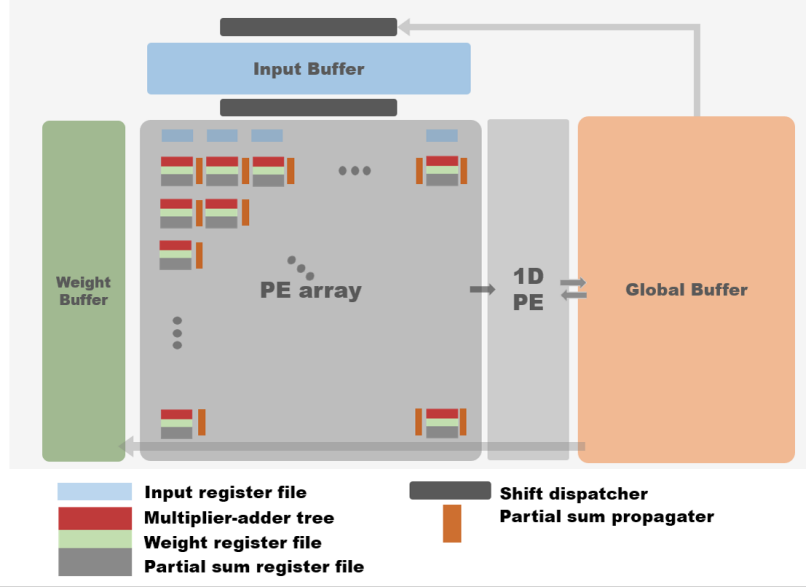 Input Buffer
Weight
Buffer
PE array
1D
PE
Global Buffer
Input register file
Multiplier-adder tree
Weight register file
Partial sum register file
Shift dispatcher
Partial sum propagater